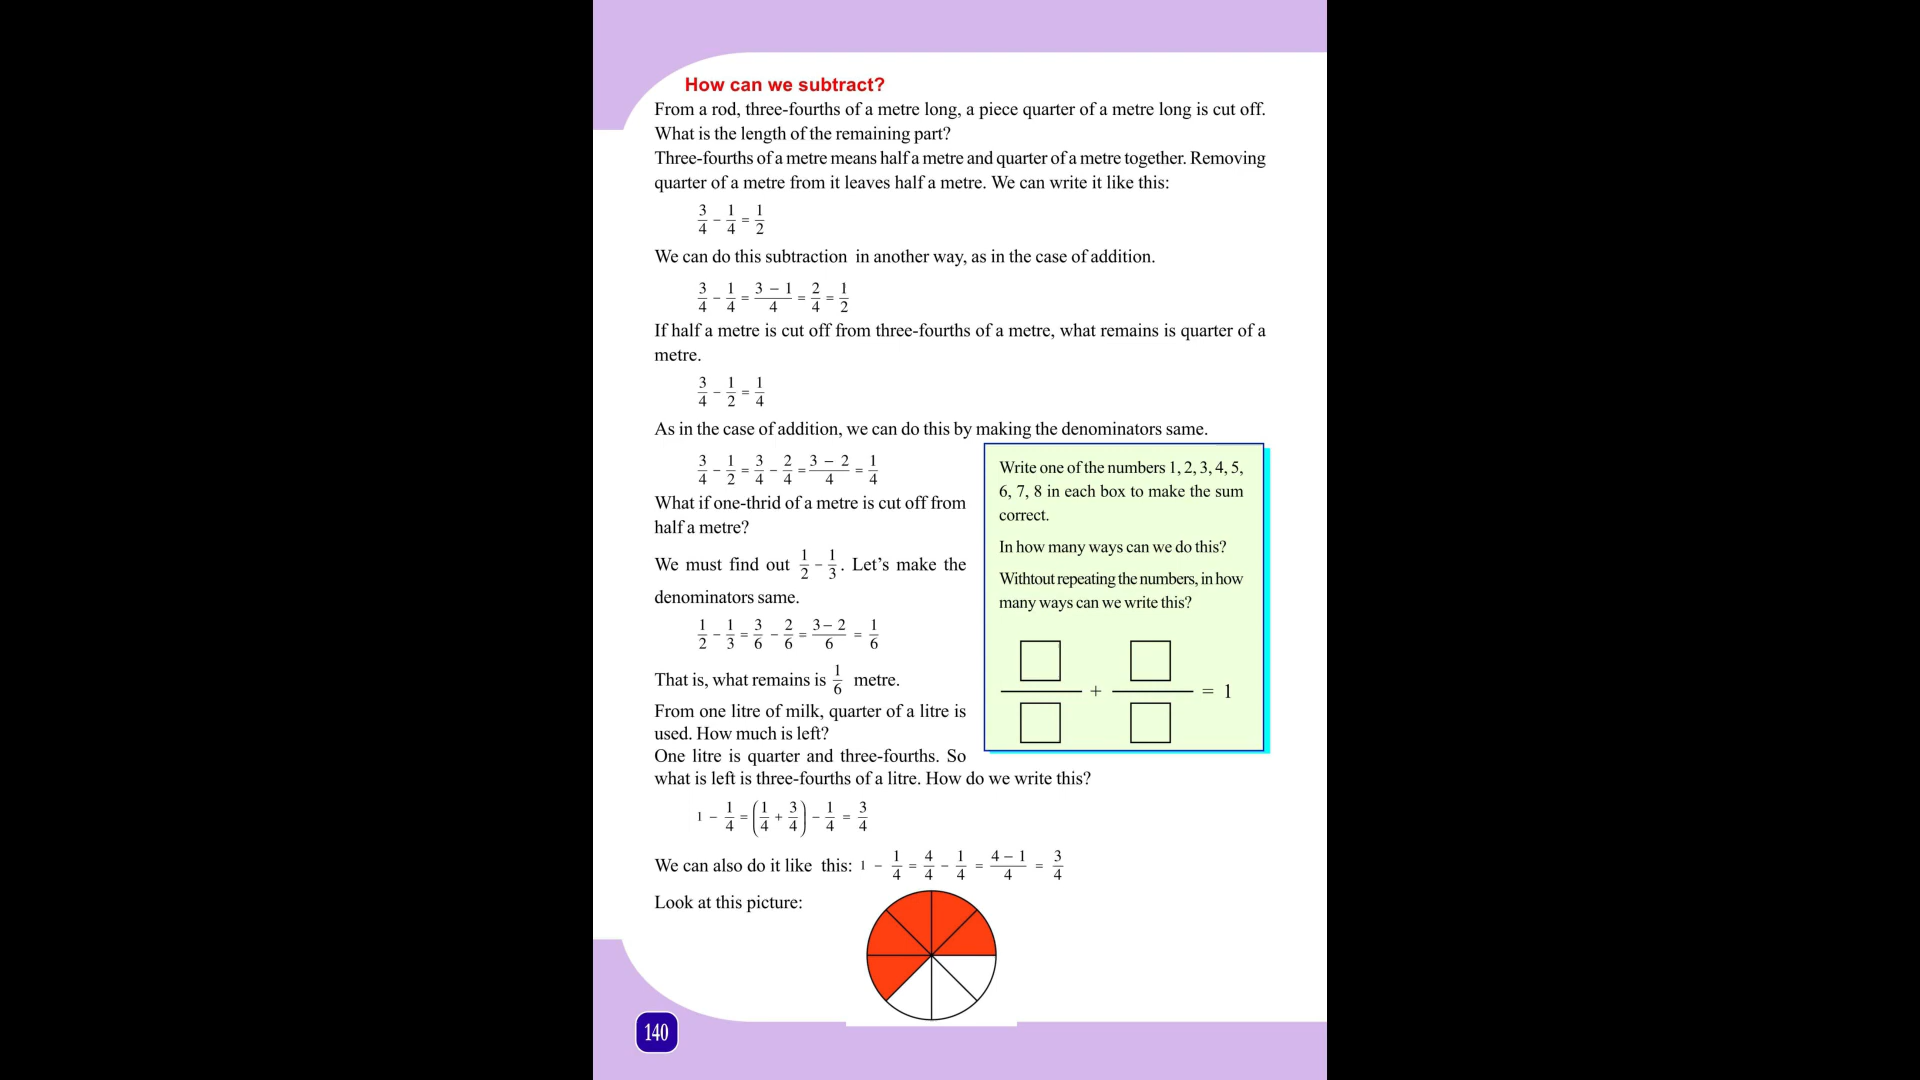 How can we subtract?
From a rod, three-fourths of a metre long, a piece quarter of a metre long is cut off.
What is the length of the remaining part?
Three-fourths of a metre means half a metre and quarter of a metre together. Removing
quarter of a metre from it leaves half a metre. We can write it like this:
3/4 − 1/4 = 1/2
We can do this subtraction in another way, as in the case of addition.
3/4 − 1/4 = (3 − 1)/4 = 2/4 = 1/2
If half a metre is cut off from three-fourths of a metre, what remains is quarter of a
metre.
3/4 − 1/2 = 1/4
As in the case of addition, we can do this by making the denominators same.
3/4 − 1/2 = 3/4 − 2/4 = (3 − 2)/4 = 1/4
What if one-thrid of a metre is cut off from
half a metre?
We must find out 1/2 − 1/3. Let's make the
denominators same.
1/2 − 1/3 = 3/6 − 2/6 = (3 − 2)/6 = 1/6
That is, what remains is 1/6 metre.
From one litre of milk, quarter of a litre is
used. How much is left?
One litre is quarter and three-fourths. So
what is left is three-fourths of a litre. How do we write this?
1 − 1/4 = (1/4 + 3/4) − 1/4 = 3/4
We can also do it like this: 1 − 1/4 = 4/4 − 1/4 = (4 − 1)/4 = 3/4
Look at this picture:
Write one of the numbers 1, 2, 3, 4, 5,
6, 7, 8 in each box to make the sum
correct.
In how many ways can we do this?
Withtout repeating the numbers, in how
many ways can we write this?
+ = 1
140